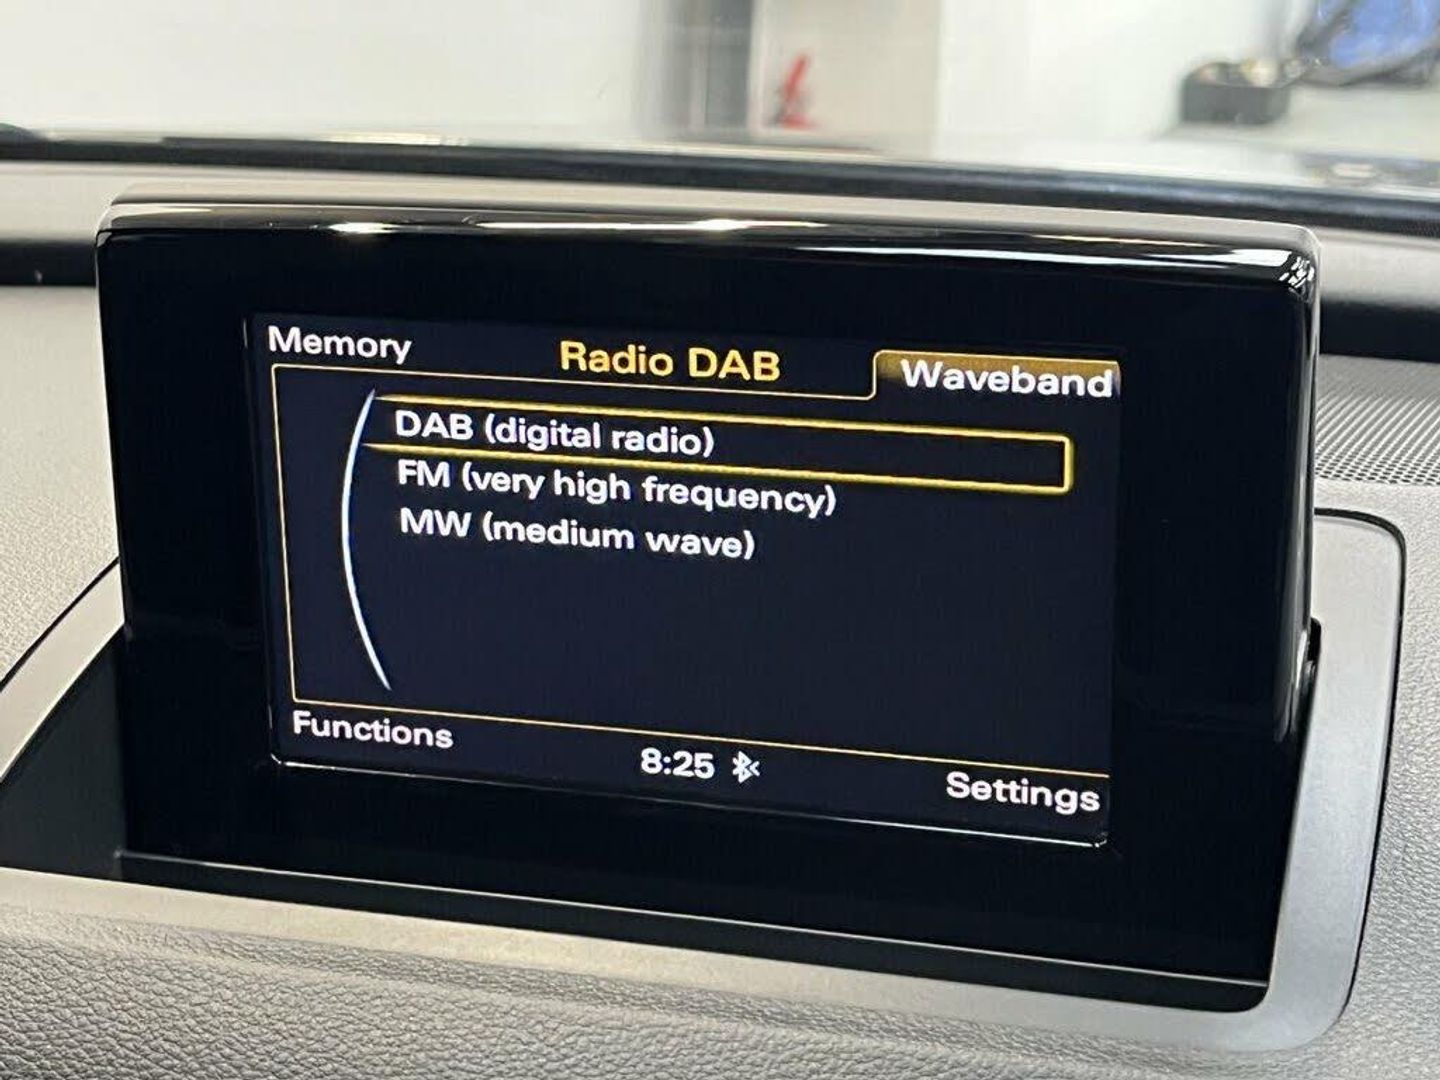 Memory
Radio DAB
Waveband
DAB (digital radio)
FM (very high frequency)
MW (medium wave)
Functions
8:25
Settings